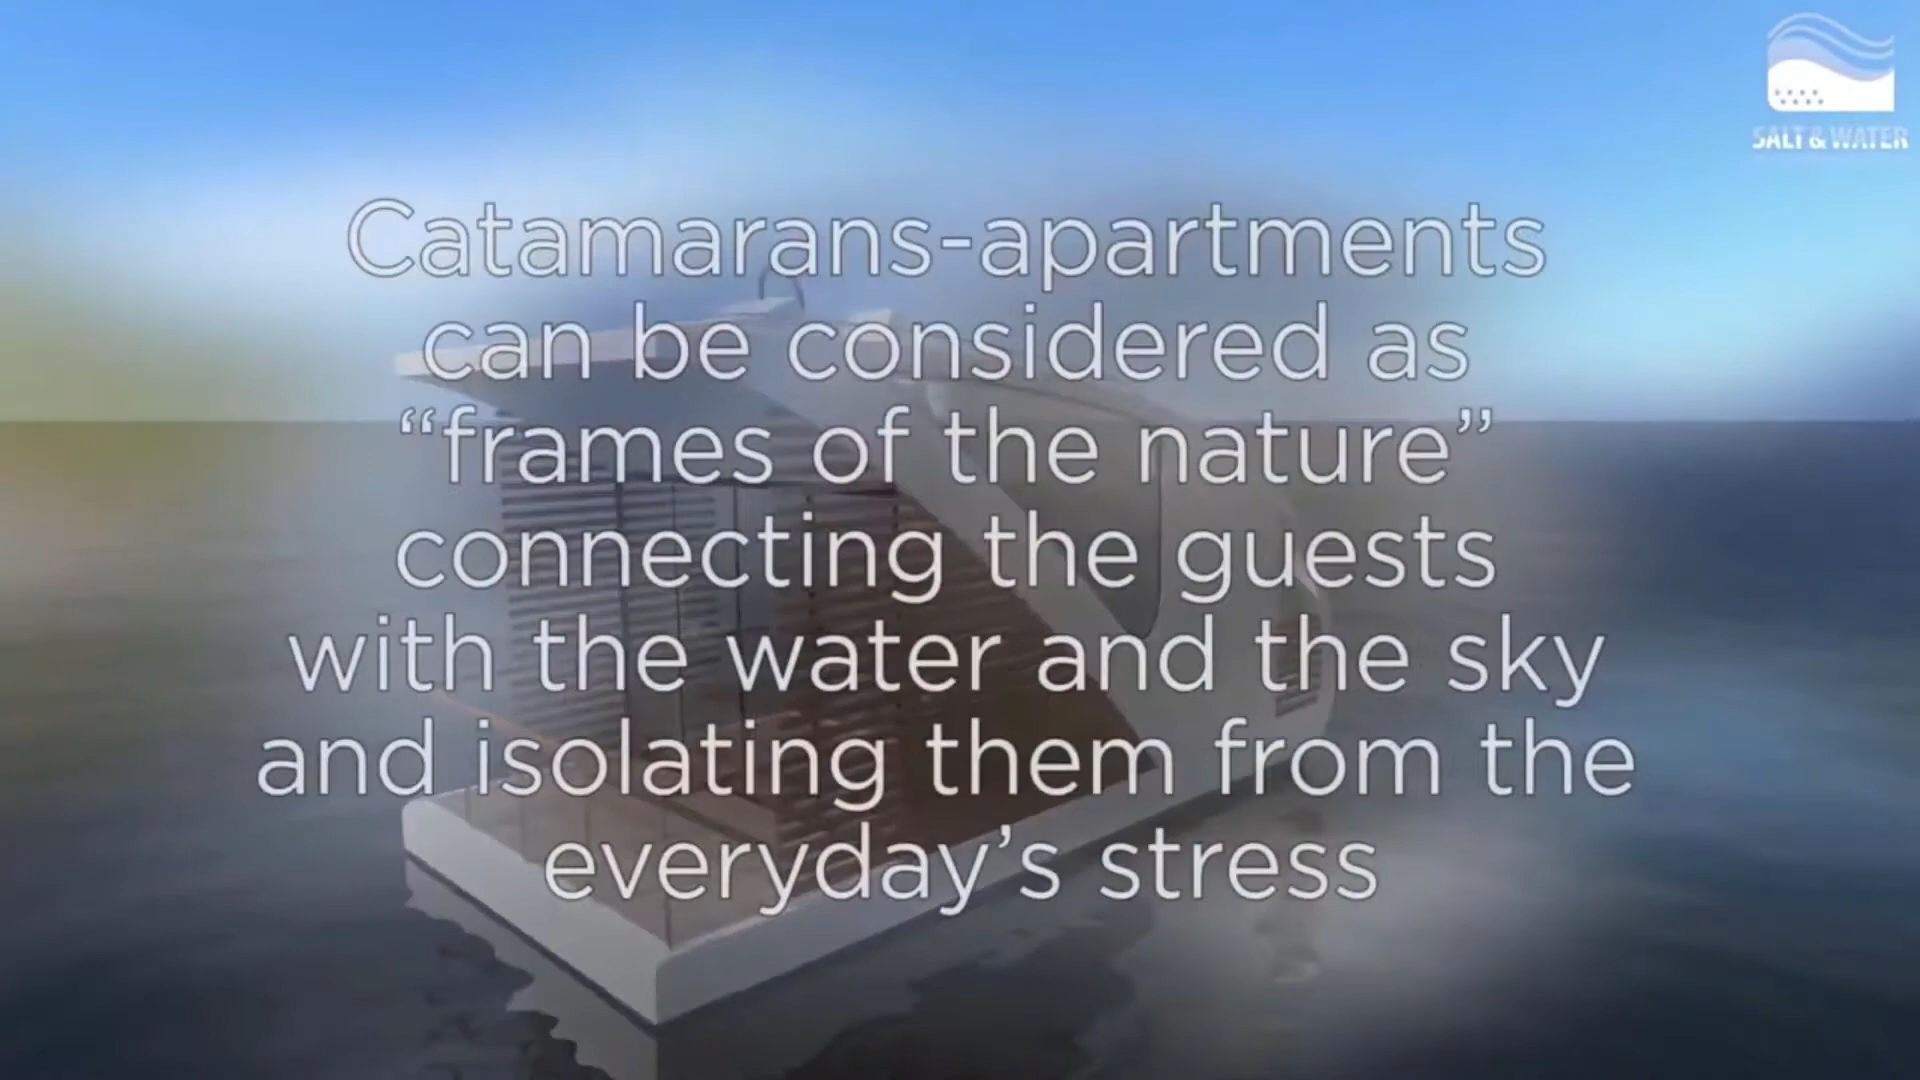 SALT & WATER
Catamarans-apartments
can be considered as
“frames of the nature”
connecting the guests
with the water and the sky
and isolating them from the
everyday’s stress